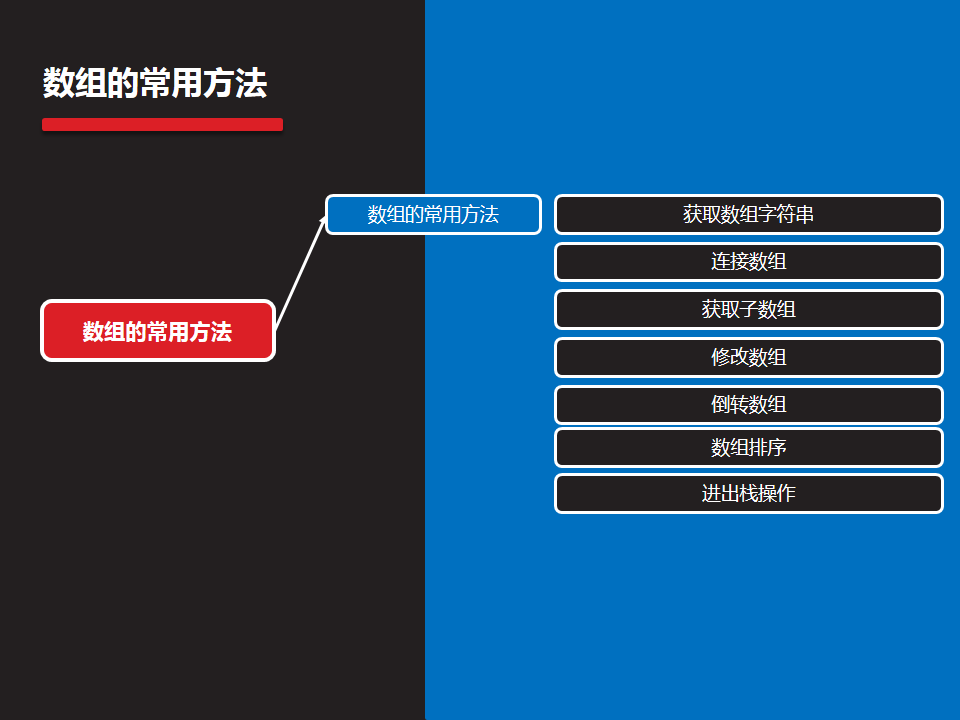 数组的常用方法
数组的常用方法
数组的常用方法
获取数组字符串
连接数组
获取子数组
修改数组
倒转数组
数组排序
进出栈操作